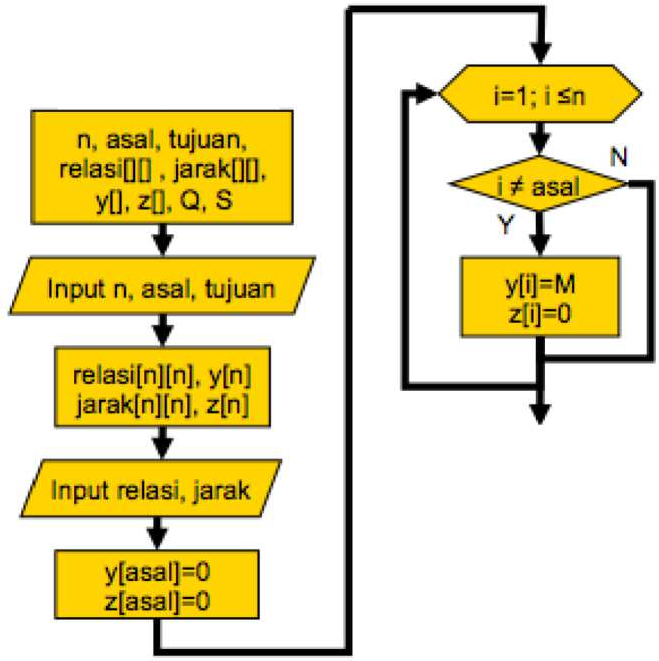 n, asal, tujuan,
relasi[][] , jarak[][],
y[], z[], Q, S
Input n, asal, tujuan
relasi[n][n], y[n]
jarak[n][n], z[n]
Input relasi, jarak
y[asal]=0
z[asal]=0
i=1; i ≤n
N
i ≠ asal
Y
y[i]=M
z[i]=0